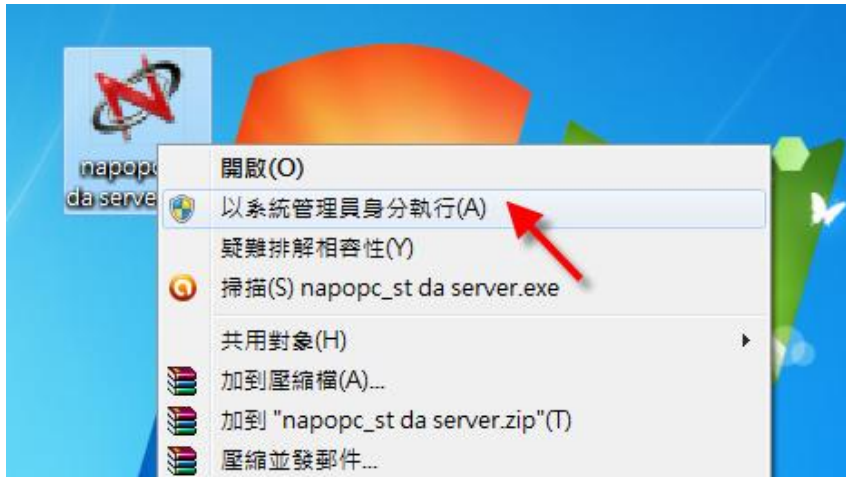 napop
da serve
開啟(O)
以系統管理員身分執行(A)
疑難排解相容性(Y)
掃描(S) napopc_st da server.exe
共用對象(H)
加到壓縮檔(A)...
加到 "napopc_st da server.zip"(T)
壓縮並發郵件...